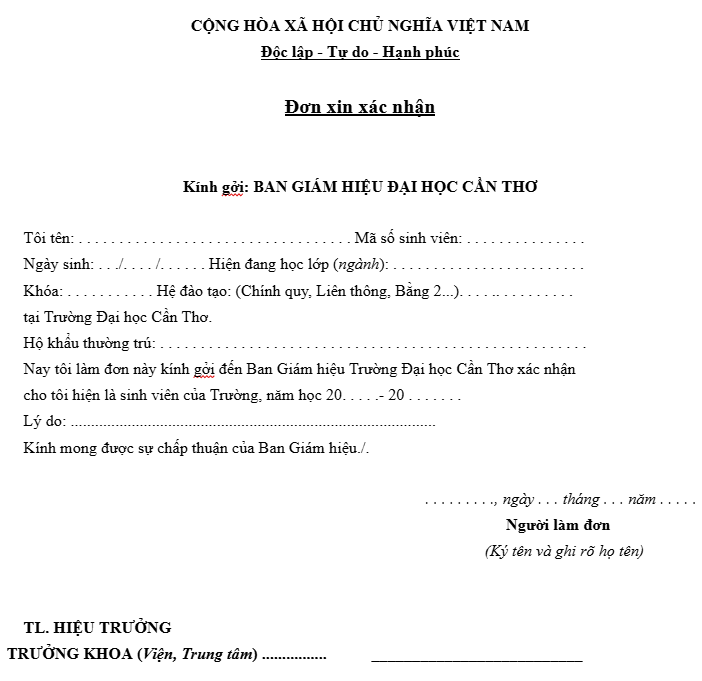 CỘNG HÒA XÃ HỘI CHỦ NGHĨA VIỆT NAM
Độc lập - Tự do - Hạnh phúc
Đơn xin xác nhận
Kính gởi: BAN GIÁM HIỆU ĐẠI HỌC CẦN THƠ
Tôi tên: . . . . . . . . . . . . . . . . . . . . . . . . . . . . . . . . . . Mã số sinh viên: . . . . . . . . . . . . . . .
Ngày sinh: . . ./. . . . /. . . . . . Hiện đang học lớp (ngành): . . . . . . . . . . . . . . . . . . . . . . . .
Khóa: . . . . . . . . . . . Hệ đào tạo: (Chính quy, Liên thông, Bằng 2...). . . . .. . . . . . . . . . .
tại Trường Đại học Cần Thơ.
Hộ khẩu thường trú: . . . . . . . . . . . . . . . . . . . . . . . . . . . . . . . . . . . . . . . . . . . . . . . . . . . . .
Nay tôi làm đơn này kính gởi đến Ban Giám hiệu Trường Đại học Cần Thơ xác nhận
cho tôi hiện là sinh viên của Trường, năm học 20. . . . .- 20 . . . . . . .
Lý do: ..........................................................................................
Kính mong được sự chấp thuận của Ban Giám hiệu./.
. . . . . . . . ., ngày . . . tháng . . . năm . . . . .
Người làm đơn
(Ký tên và ghi rõ họ tên)
TL. HIỆU TRƯỞNG
TRƯỞNG KHOA (Viện, Trung tâm) ................ __________________________